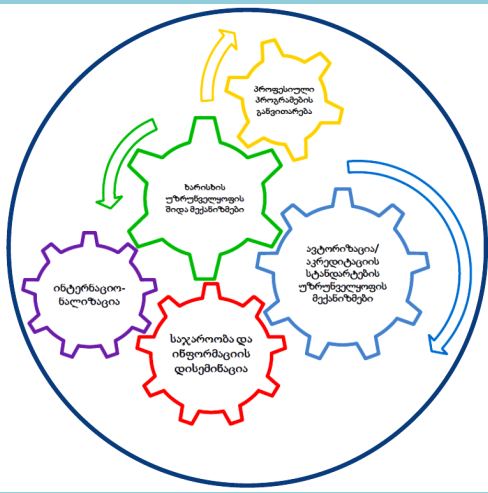 პროფესიული
პროგრამების
განვითარება
ხარისხის
უზრუნველყოფის
შიდა მექანიზმები
ავტორიზაცია/
აკრედიტაციის
სტანდარტების
უზრუნველყოფის
მექანიზმები
ინტერნაციო-
ნალიზაცია
საჯაროობა და
ინფორმაციის
დისემინაცია